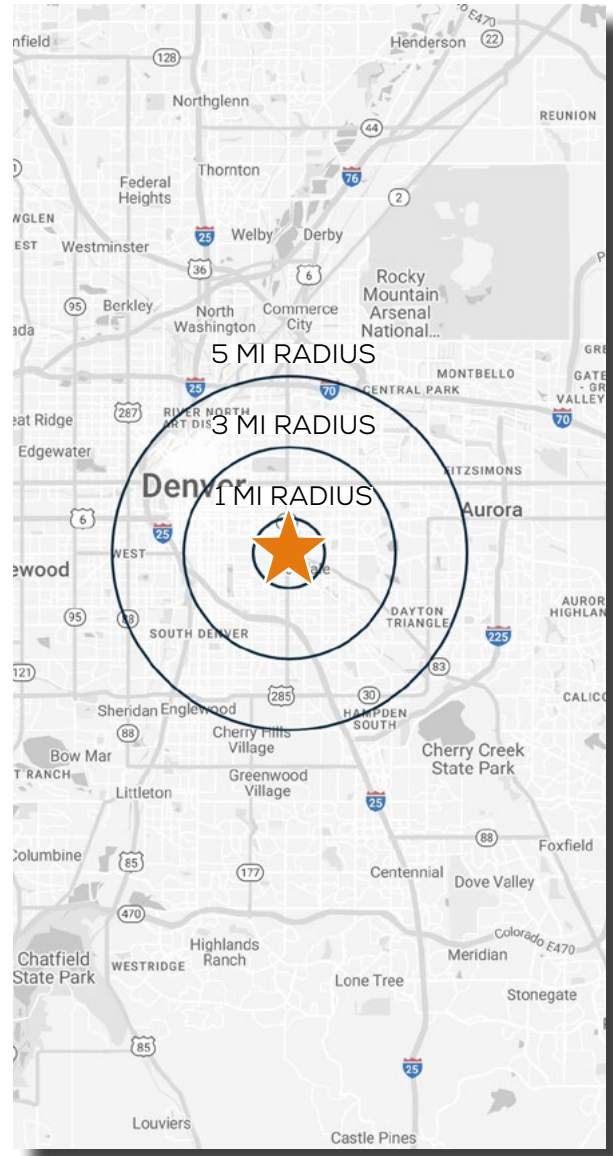 E470
nfield
Henderson
22
128
Northglenn
REUNION
44
Thornton
76
Federal
Heights
2
WGLEN
EST
Westminster
25
Welby
Derby
36
6
Rocky
Mountain
Arsenal
National...
95
Berkley
North
Washington
Commerce
City
ada
5 MI RADIUS
GRE
MONTBELLO
GATE
- GR
VALLEY
25
70
CENTRAL PARK
287
RIVER NORTH
70
eat Ridge
3 MI RADIUS
Edgewater
FITZSIMONS
Denver
1 MI RADIUS
Aurora
6
25
WEST
ewood
AUROR
HIGHLAN
95
88
DAYTON
TRIANGLE
SOUTH DENVER
225
83
121
285
30
CALICO
Sheridan
Englewood
HAMPDEN
SOUTH
88
Cherry Hills
Village
Bow Mar
T RANCH
Cherry Creek
State Park
Greenwood
Village
Littleton
25
88
Foxfield
Columbine
85
177
Centennial
Dove Valley
470
Colorado E470
Chatfield
State Park
WESTRIDGE
Highlands
Ranch
Meridian
Lone Tree
Stonegate
85
25
Louviers
Castle Pines